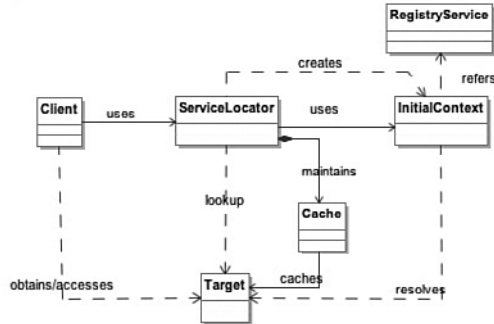 RegistryService
creates
refers
Client
uses
ServiceLocator
uses
InitialContext
maintains
lookup
Cache
obtains/accesses
Target
caches
resolves